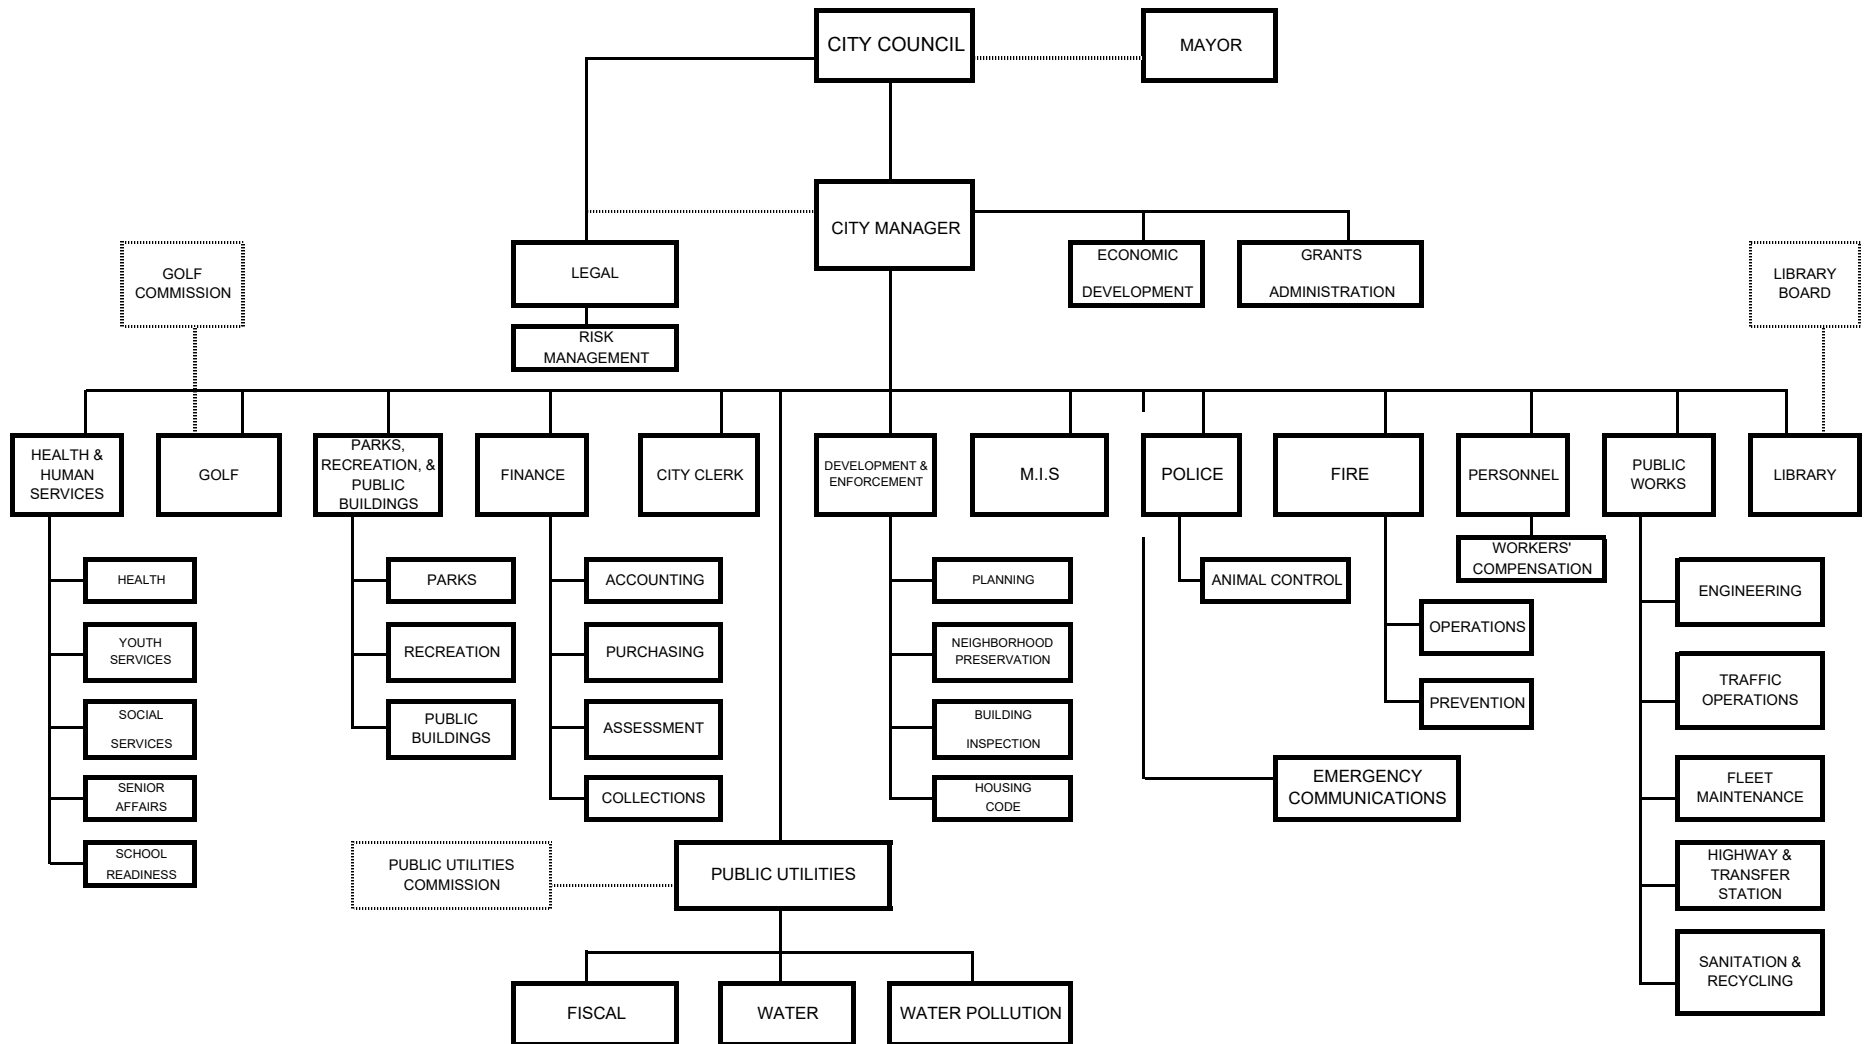 CITY COUNCIL
MAYOR
CITY MANAGER
GOLF
COMMISSION
LEGAL
ECONOMIC
DEVELOPMENT
GRANTS
ADMINISTRATION
LIBRARY
BOARD
RISK
MANAGEMENT
HEALTH &
HUMAN
SERVICES
GOLF
PARKS,
RECREATION, &
PUBLIC
BUILDINGS
FINANCE
CITY CLERK
DEVELOPMENT &
ENFORCEMENT
M.I.S
POLICE
FIRE
PERSONNEL
PUBLIC
WORKS
LIBRARY
HEALTH
YOUTH
SERVICES
SOCIAL
SERVICES
SENIOR
AFFAIRS
SCHOOL
READINESS
PARKS
RECREATION
PUBLIC
BUILDINGS
ACCOUNTING
PURCHASING
ASSESSMENT
COLLECTIONS
PLANNING
NEIGHBORHOOD
PRESERVATION
BUILDING
INSPECTION
HOUSING
CODE
ANIMAL CONTROL
EMERGENCY
COMMUNICATIONS
OPERATIONS
PREVENTION
WORKERS'
COMPENSATION
ENGINEERING
TRAFFIC
OPERATIONS
FLEET
MAINTENANCE
HIGHWAY &
TRANSFER
STATION
SANITATION &
RECYCLING
PUBLIC UTILITIES
COMMISSION
PUBLIC UTILITIES
FISCAL
WATER
WATER POLLUTION